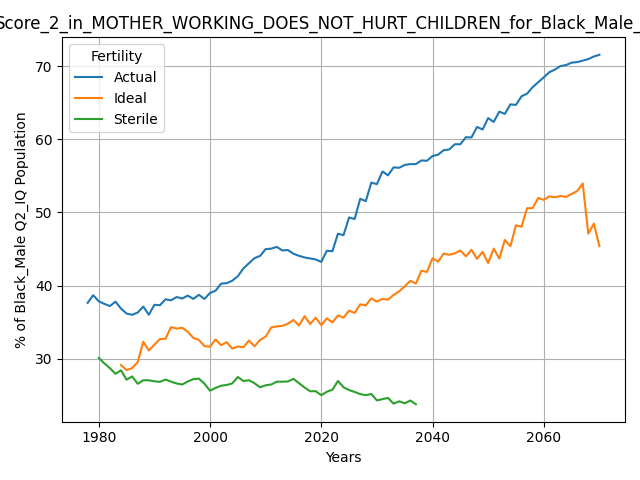 Score_2_in_MOTHER_WORKING_DOES_NOT_HURT_CHILDREN_for_Black_Male_
Fertility
Actual
Ideal
Sterile
% of Black_Male Q2_IQ Population
70
60
50
40
30
1980
2000
2020
2040
2060
Years